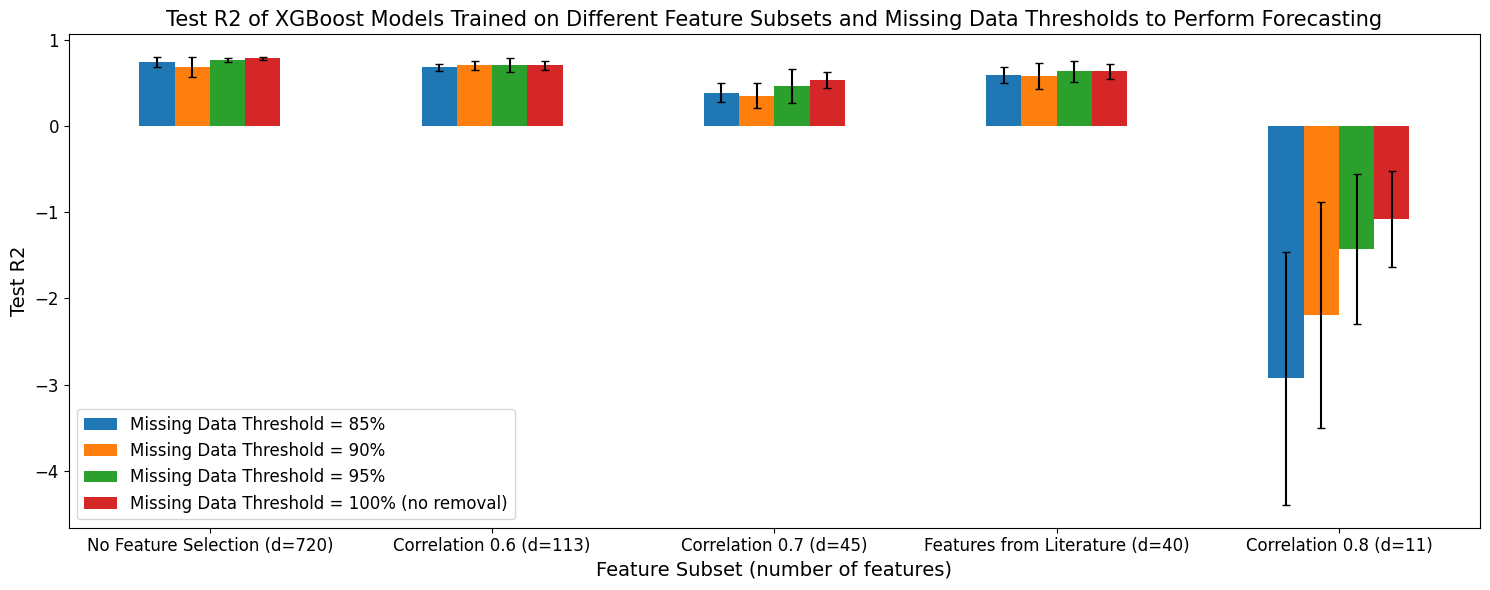 Test R2 of XGBoost Models Trained on Different Feature Subsets and Missing Data Thresholds to Perform Forecasting
Test R2
1
0
−1
−2
−3
−4
Missing Data Threshold = 85%
Missing Data Threshold = 90%
Missing Data Threshold = 95%
Missing Data Threshold = 100% (no removal)
No Feature Selection (d=720)
Correlation 0.6 (d=113)
Correlation 0.7 (d=45)
Features from Literature (d=40)
Correlation 0.8 (d=11)
Feature Subset (number of features)